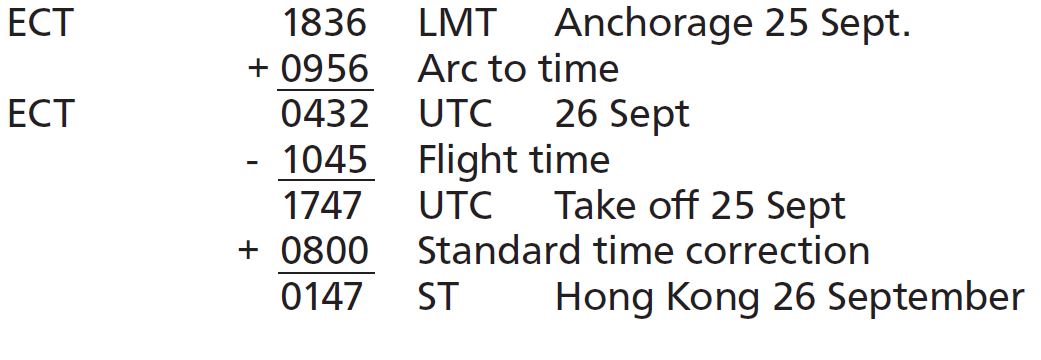 ECT 1836 LMT Anchorage 25 Sept.
+ 0956 Arc to time
ECT 0432 UTC 26 Sept
- 1045 Flight time
1747 UTC Take off 25 Sept
+ 0800 Standard time correction
0147 ST Hong Kong 26 September